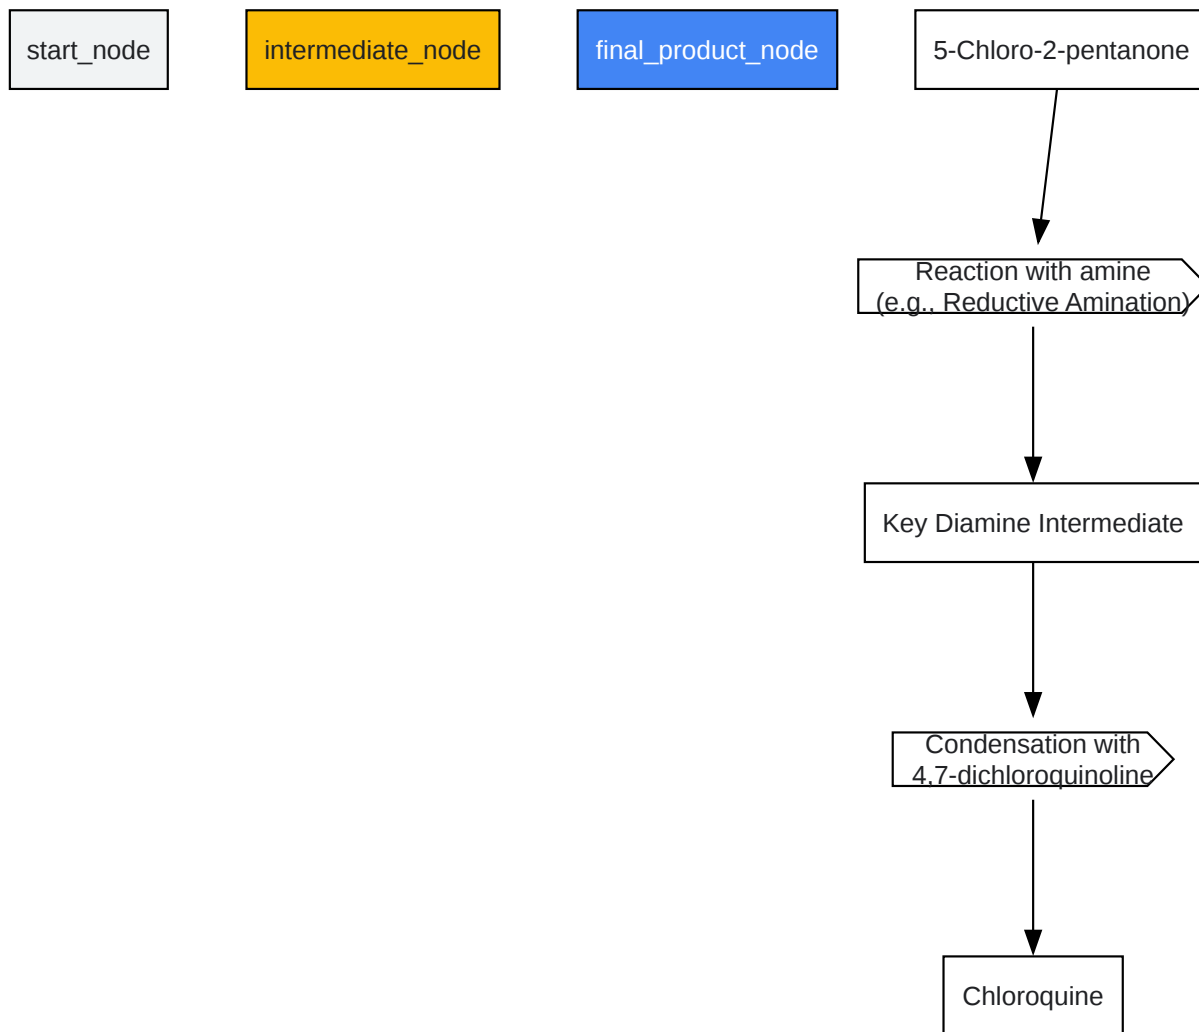 start_node
intermediate_node
final_product_node
5-Chloro-2-pentanone
Reaction with amine
(e.g., Reductive Amination)
Key Diamine Intermediate
Condensation with
4,7-dichloroquinoline
Chloroquine